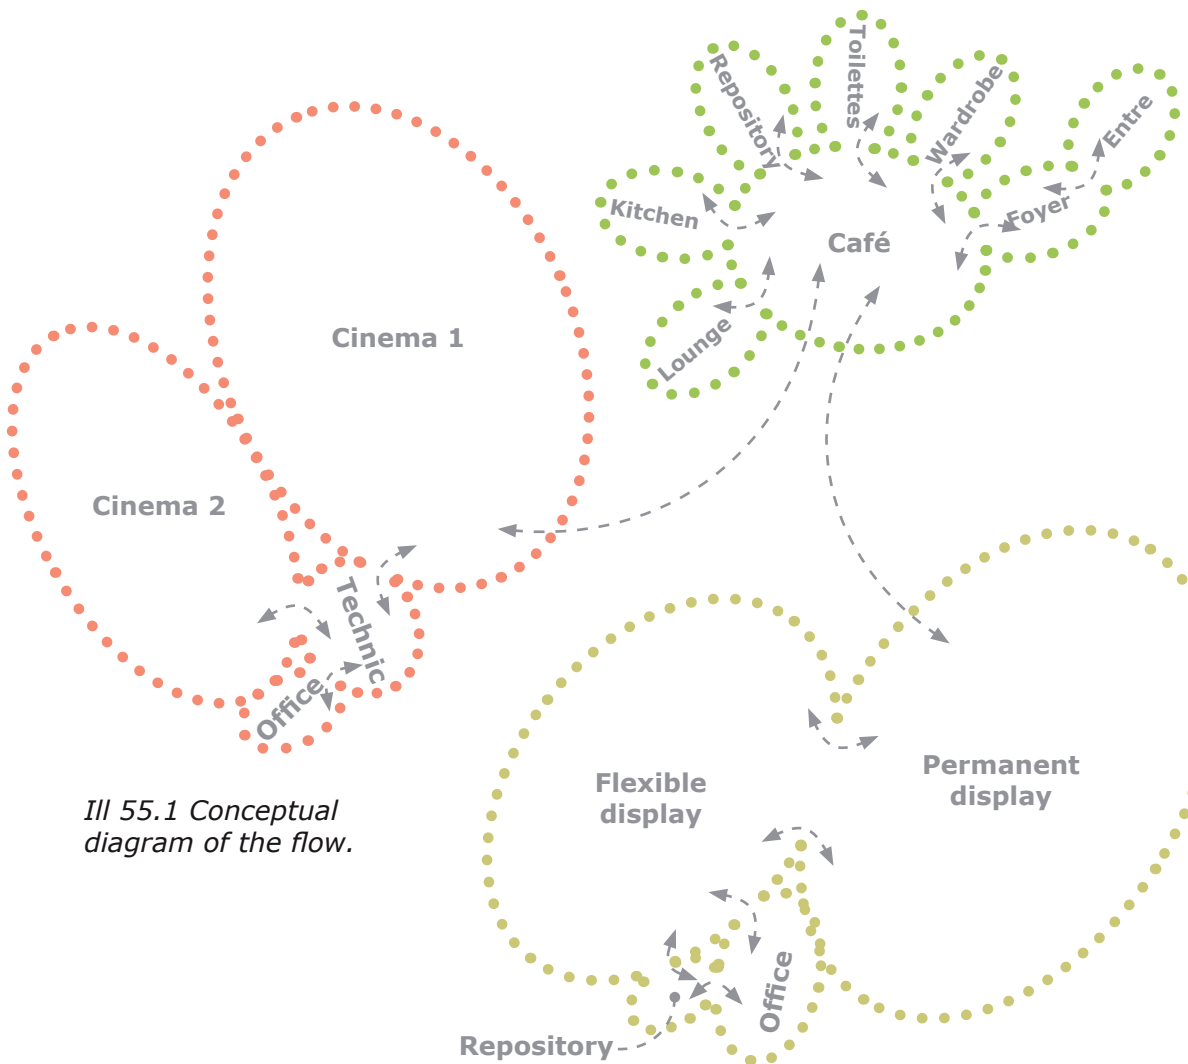 Toilettes
Repository
Wardrobe
Entre
Kitchen
Foyer
Café
Lounge
Cinema 1
Cinema 2
Technic
Office
Flexible
display
Permanent
display
Ill 55.1 Conceptual
diagram of the flow.
Office
Repository